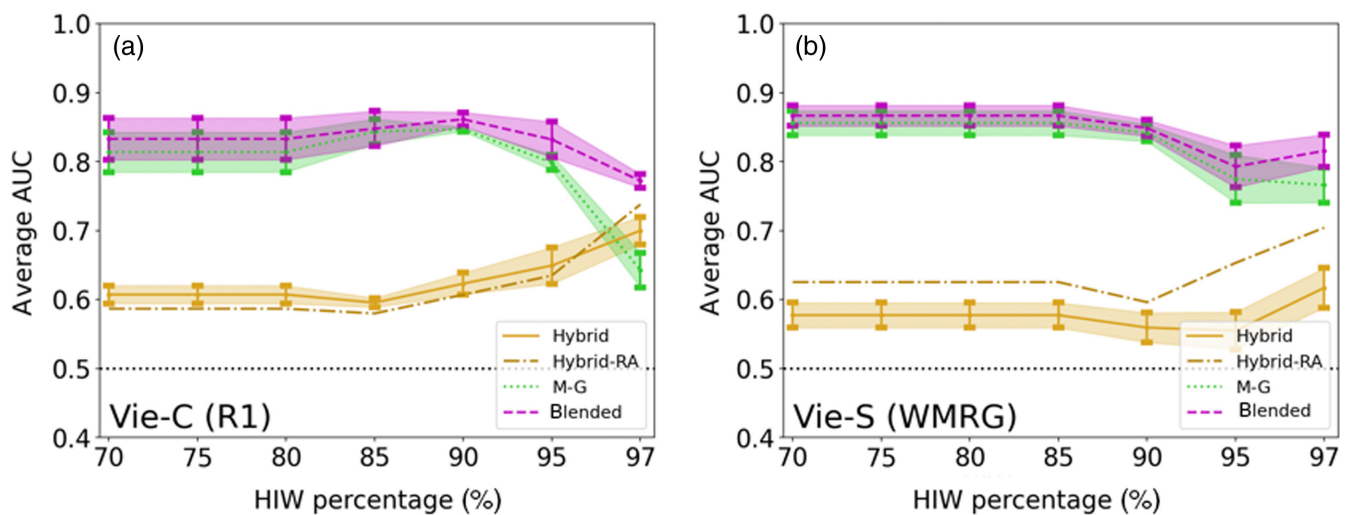 (a)
Average AUC
1.0
0.9
0.8
0.7
0.6
0.5
0.4
Hybrid
Hybrid-RA
M-G
Blended
Vie-C (R1)
70 75 80 85 90 95 97
HIW percentage (%)
(b)
Average AUC
1.0
0.9
0.8
0.7
0.6
0.5
0.4
Hybrid
Hybrid-RA
M-G
Blended
Vie-S (WMRG)
70 75 80 85 90 95 97
HIW percentage (%)